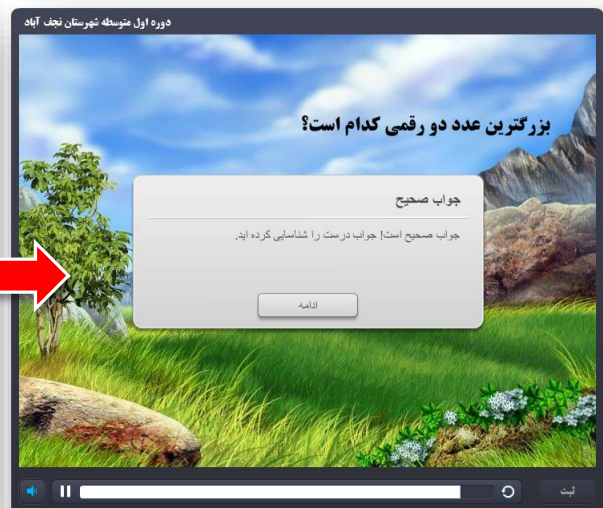 دوره اول متوسطه شهرستان نجف آباد
بزرگترین عدد دو رقمی کدام است؟
جواب صحیح
جواب صحیح است! جواب درست را شناسایی کرده اید.
ادامه
ثبت